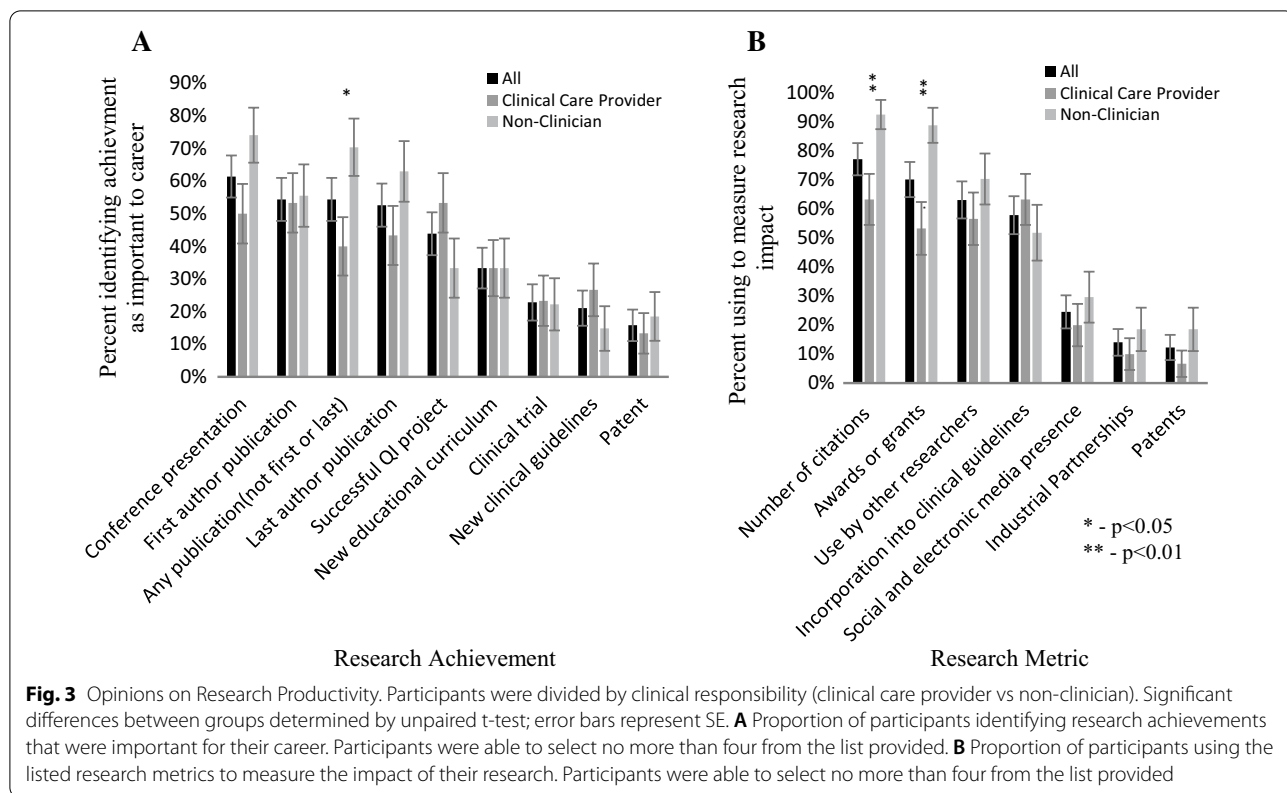 A
Percent identifying achievment
as important to career
90%
80%
70%
60%
50%
40%
30%
20%
10%
0%
All
Clinical Care Provider
Non-Clinician
*
Conference presentation
First author publication
Any publication(not first or last)
Last author publication
Successful QI project
New educational curriculum
Clinical trial
New clinical guidelines
Patent
Research Achievement
B
Percent using to measure research
impact
100%
90%
80%
70%
60%
50%
40%
30%
20%
10%
0%
All
Clinical Care Provider
Non-Clinician
**
**
Number of citations
Awards or grants
Use by other researchers
Incorporation into clinical guidelines
Social and electronic media presence
Industrial Partnerships
Patents
* - p<0.05
** - p<0.01
Research Metric
Fig. 3 Opinions on Research Productivity. Participants were divided by clinical responsibility (clinical care provider vs non-clinician). Significant
differences between groups determined by unpaired t-test; error bars represent SE. A Proportion of participants identifying research achievements
that were important for their career. Participants were able to select no more than four from the list provided. B Proportion of participants using the
listed research metrics to measure the impact of their research. Participants were able to select no more than four from the list provided